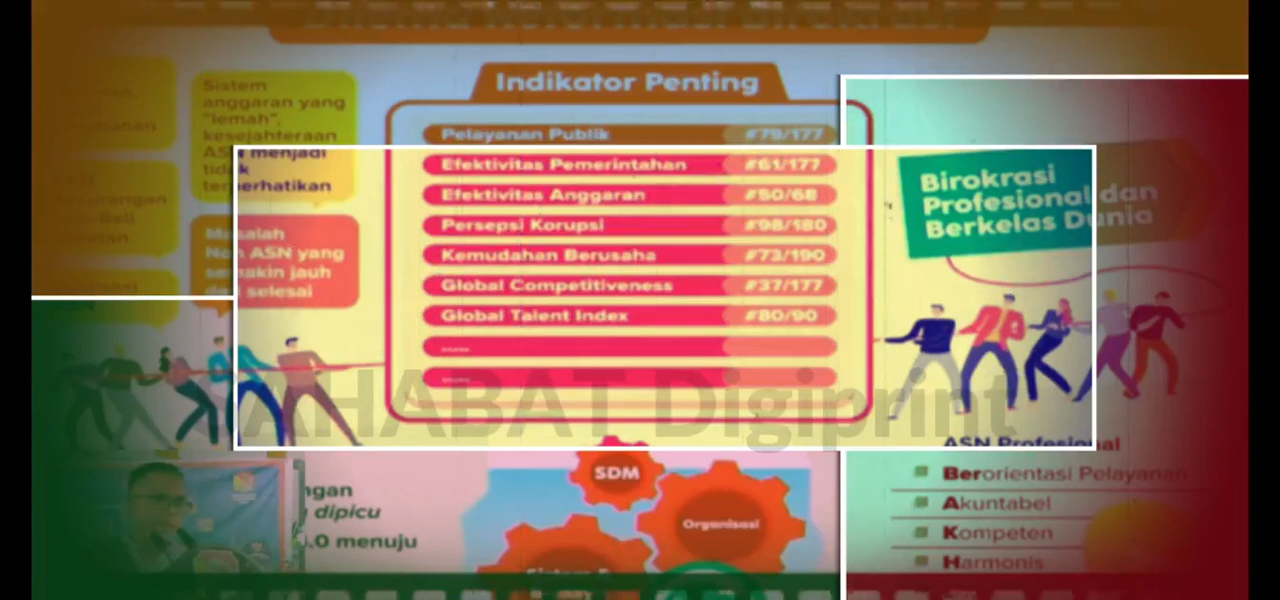 Indikator Penting
Sistem
anggaran yang
"lemah",
kesejahteraan
ASN menjadi
tidak
terperhatikan
Masalah
Non ASN yang
semakin jauh
dari selesai
Pelayanan Publik #79/177
Efektivitas Pemerintahan #61/177
Efektivitas Anggaran #50/68
Persepsi Korupsi #98/180
Kemudahan Berusaha #73/190
Global Competitiveness #37/177
Global Talent Index #80/90
.....
.....
Birokrasi
Profesional dan
Berkelas Dunia
AHABAT Digiprint
dipicu
menuju
SDM
Organisasi
ASN Profesional
Berorientasi Pelayanan
Akuntabel
Kompeten
Harmonis